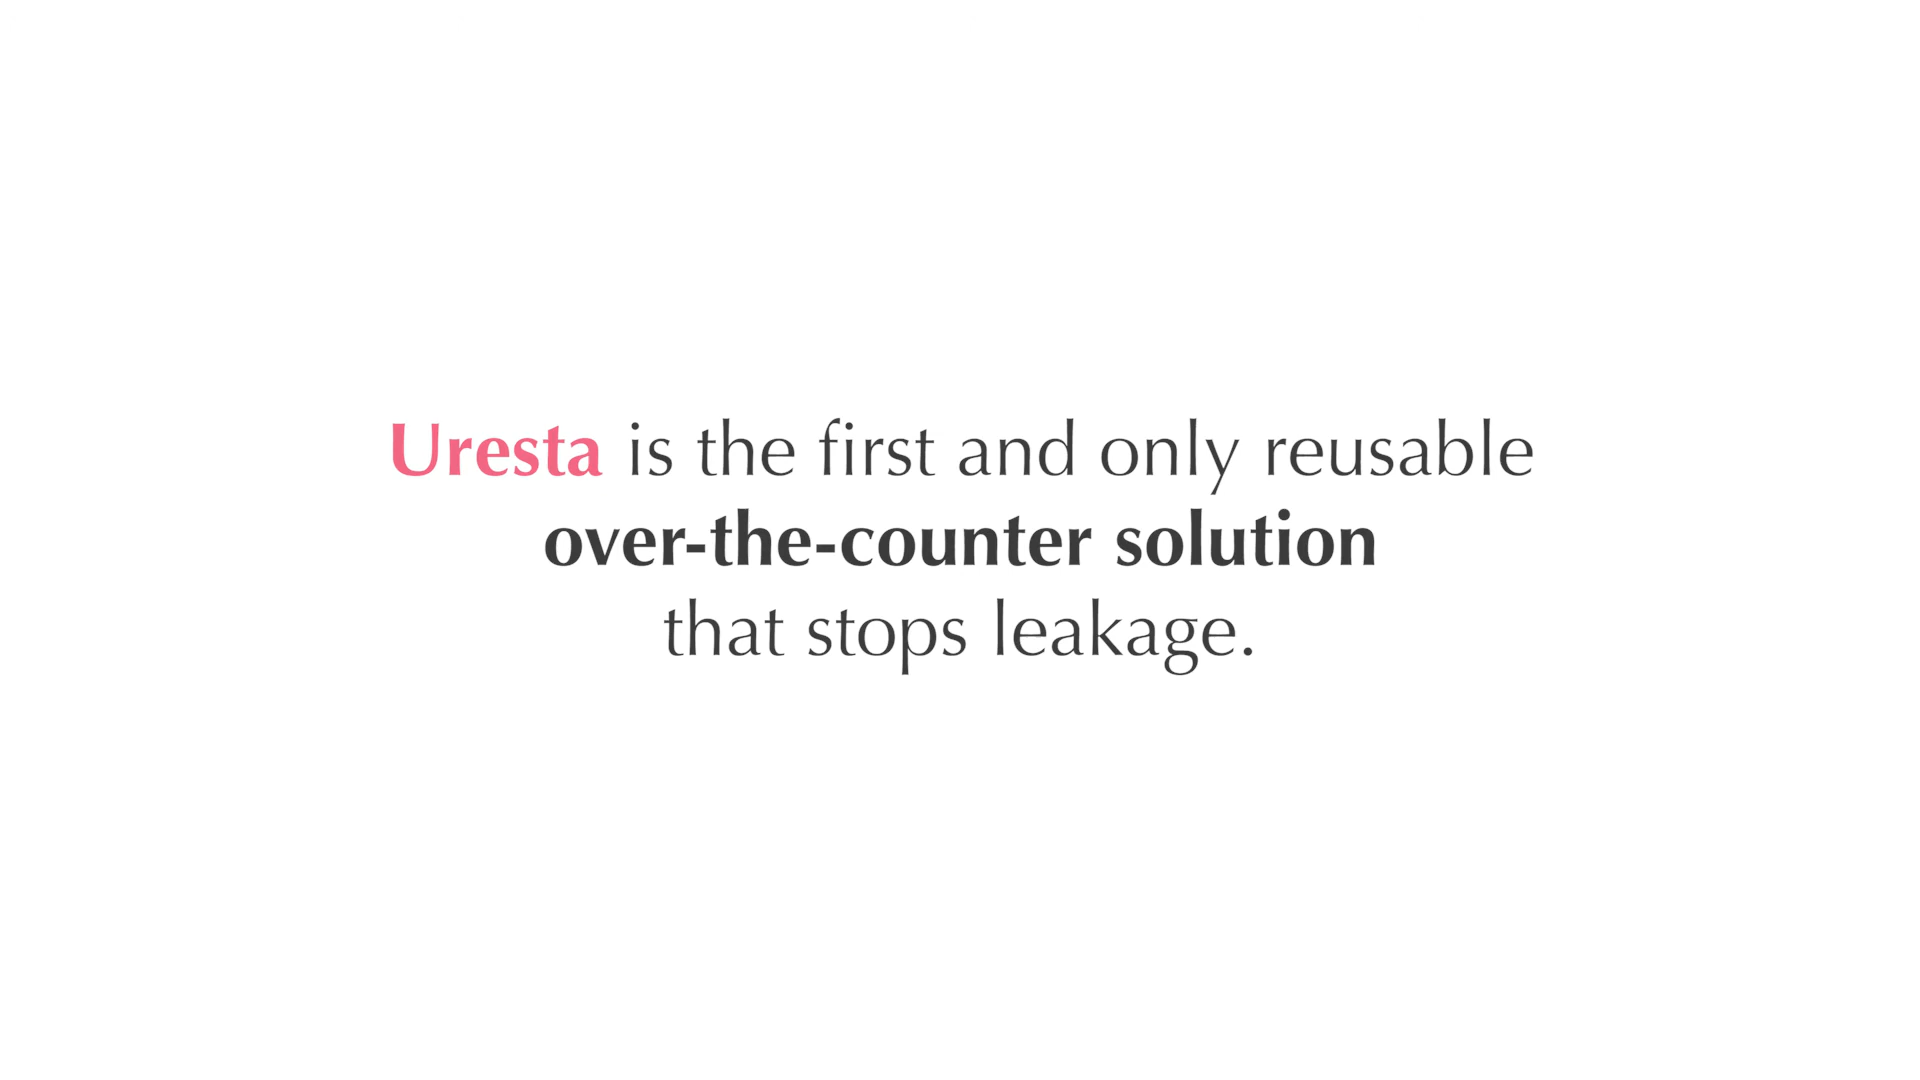 Uresta is the first and only reusable
over-the-counter solution
that stops leakage.